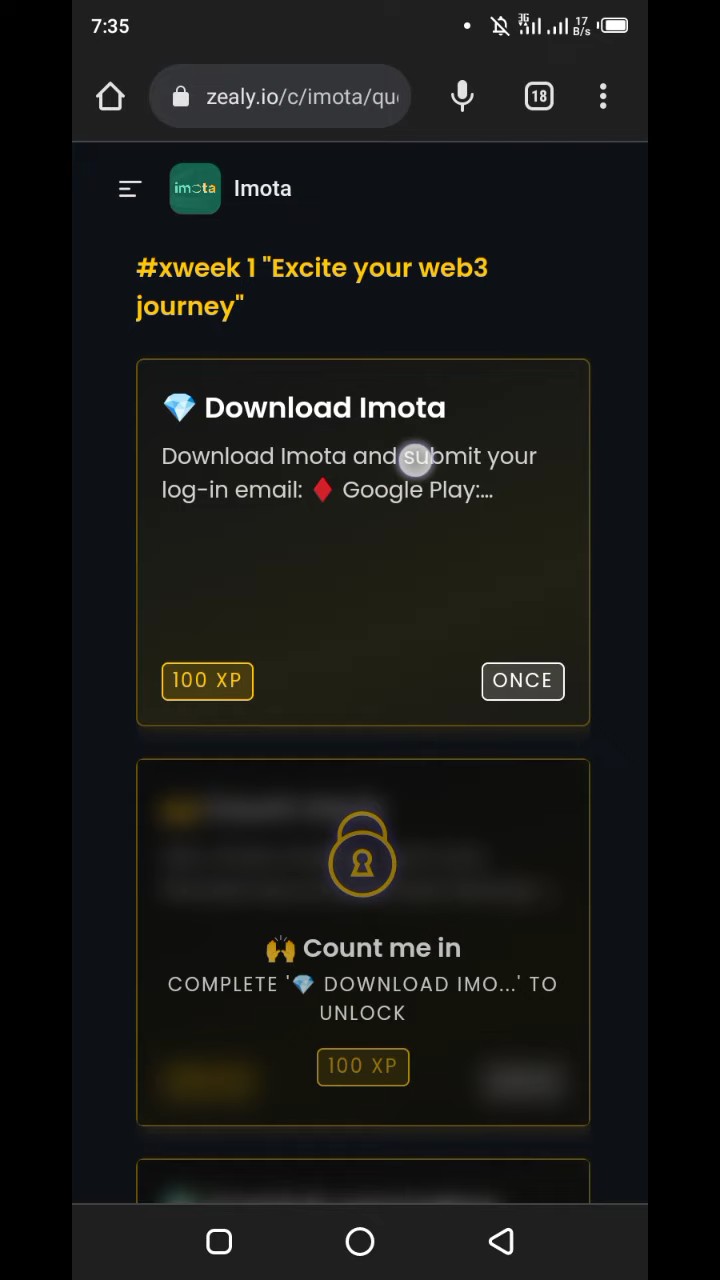 7:35
3G
17
B/s
zealy.io/c/imota/qu
18
imota
Imota
#xweek 1 "Excite your web3
journey"
💎 Download Imota
Download Imota and submit your
log-in email: ♦️ Google Play:...
100 XP
ONCE
🙌 Count me in
COMPLETE '💎 DOWNLOAD IMO...' TO
UNLOCK
100 XP